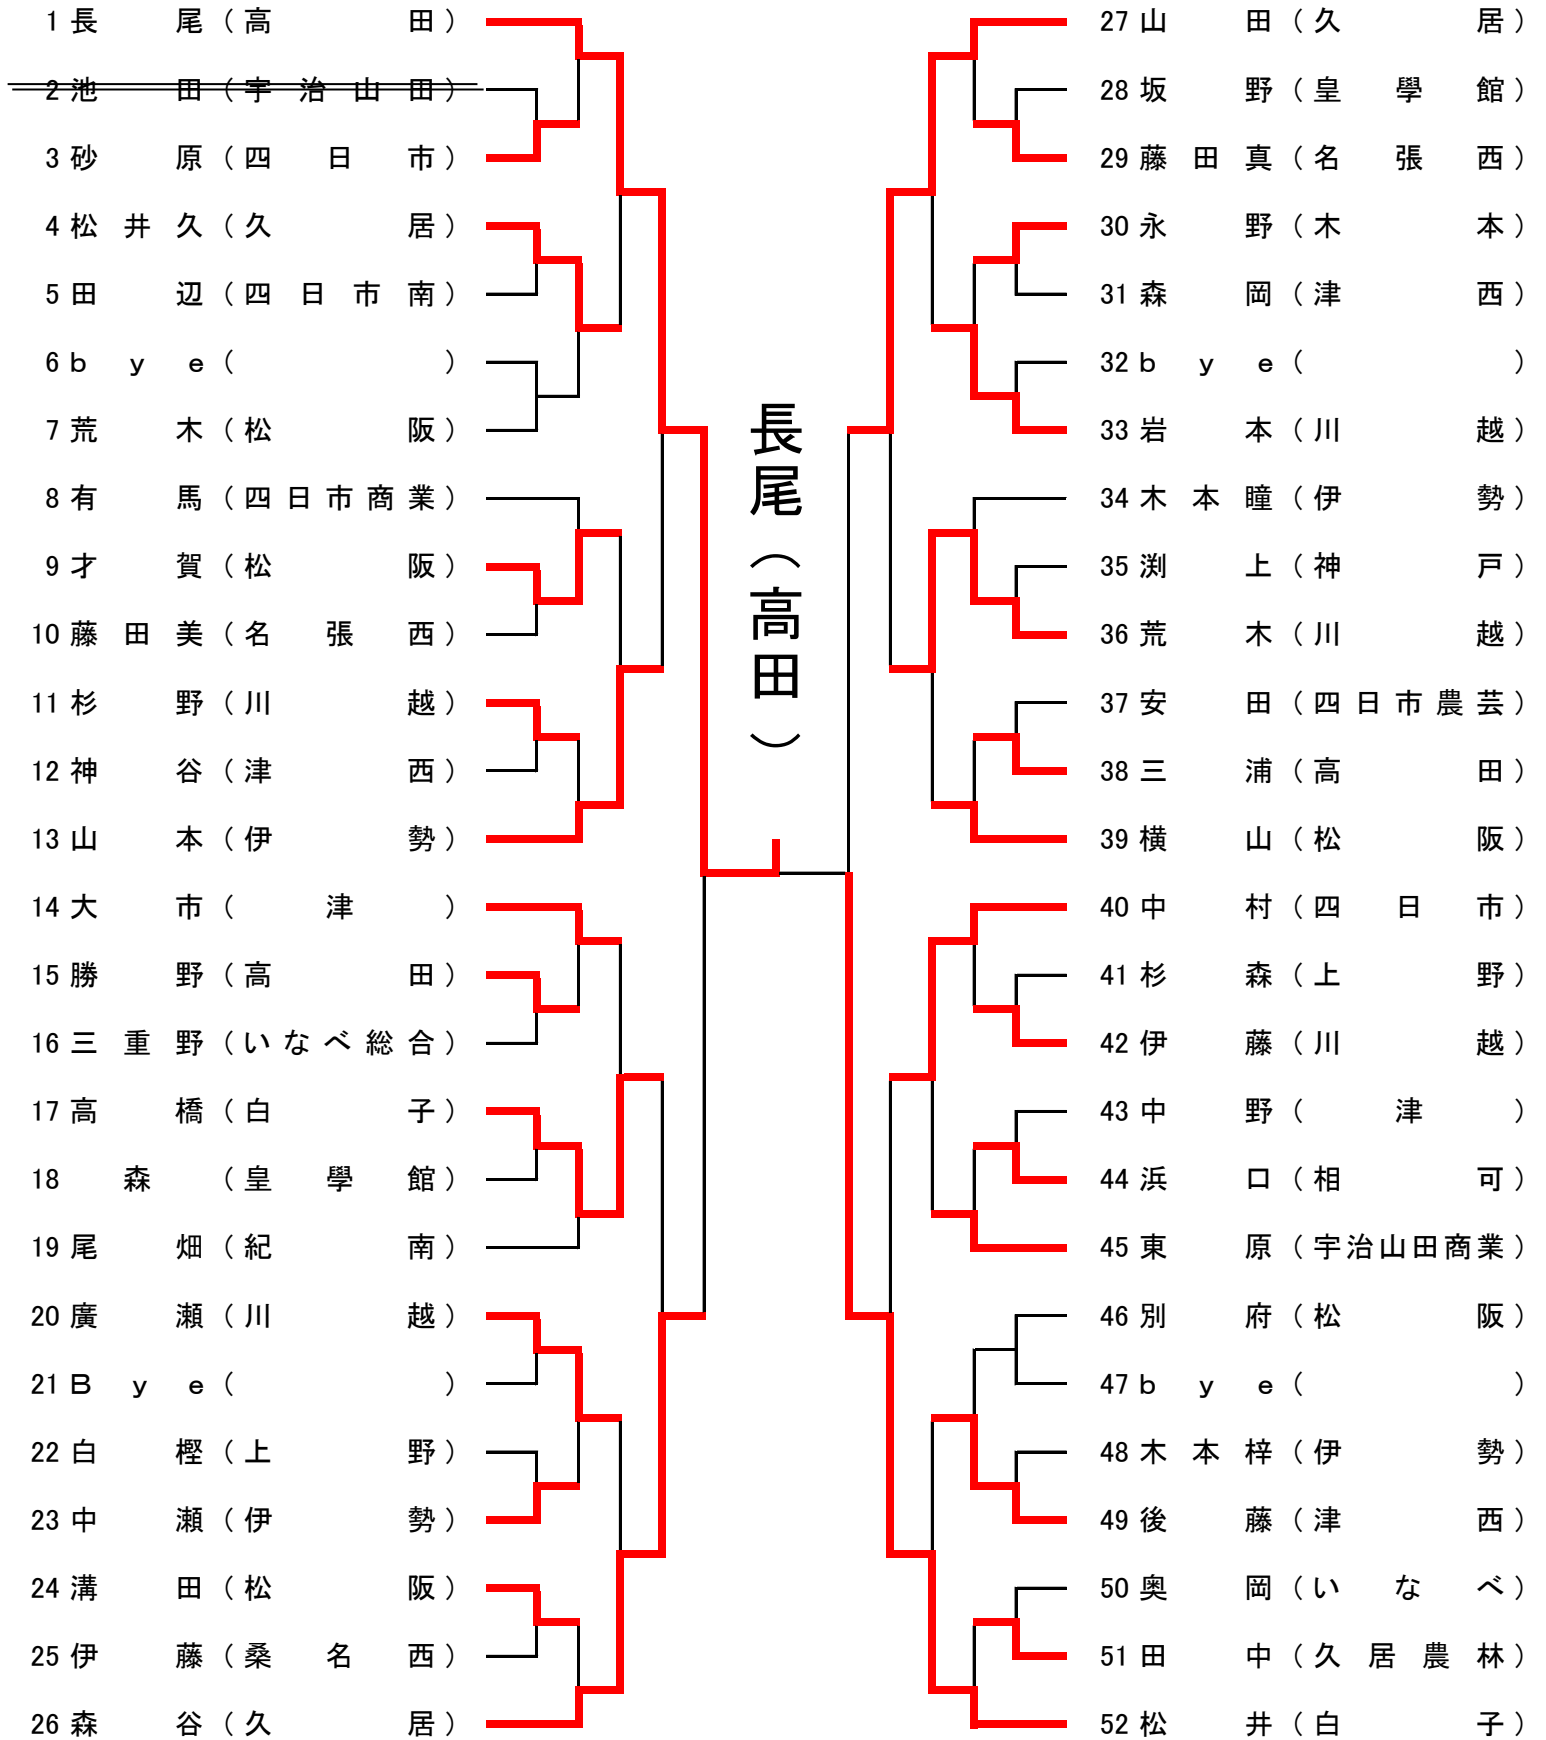 1 長尾（高田）
2 池田（宇治山田）
3 砂原（四日市）
4 松井久（久居）
5 田辺（四日市南）
6 ｂｙｅ（　）
7 荒木（松阪）
8 有馬（四日市商業）
9 才賀（松阪）
10 藤田美（名張西）
11 杉野（川越）
12 神谷（津西）
13 山本（伊勢）
14 大市（津）
15 勝野（高田）
16 三重野（いなべ総合）
17 高橋（白子）
18 森（皇學館）
19 尾畑（紀南）
20 廣瀬（川越）
21 Ｂｙｅ（　）
22 白樫（上野）
23 中瀬（伊勢）
24 溝田（松阪）
25 伊藤（桑名西）
26 森谷（久居）
長尾（高田）
27 山田（久居）
28 坂野（皇學館）
29 藤田真（名張西）
30 永野（木本）
31 森岡（津西）
32 ｂｙｅ（　）
33 岩本（川越）
34 木本瞳（伊勢）
35 渕上（神戸）
36 荒木（川越）
37 安田（四日市農芸）
38 三浦（高田）
39 横山（松阪）
40 中村（四日市）
41 杉森（上野）
42 伊藤（川越）
43 中野（津）
44 浜口（相可）
45 東原（宇治山田商業）
46 別府（松阪）
47 ｂｙｅ（　）
48 木本梓（伊勢）
49 後藤（津西）
50 奥岡（いなべ）
51 田中（久居農林）
52 松井（白子）